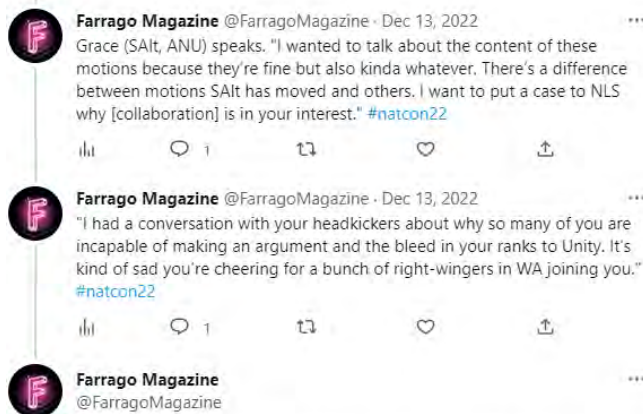 Farrago Magazine @FarragoMagazine · Dec 13, 2022
Grace (SAlt, ANU) speaks. "I wanted to talk about the content of these
motions because they're fine but also kinda whatever. There's a difference
between motions SAlt has moved and others. I want to put a case to NLS
why [collaboration] is in your interest." #natcon22
1
Farrago Magazine @FarragoMagazine · Dec 13, 2022
"I had a conversation with your headkickers about why so many of you are
incapable of making an argument and the bleed in your ranks to Unity. It's
kind of sad you're cheering for a bunch of right-wingers in WA joining you."
#natcon22
1
Farrago Magazine
@FarragoMagazine